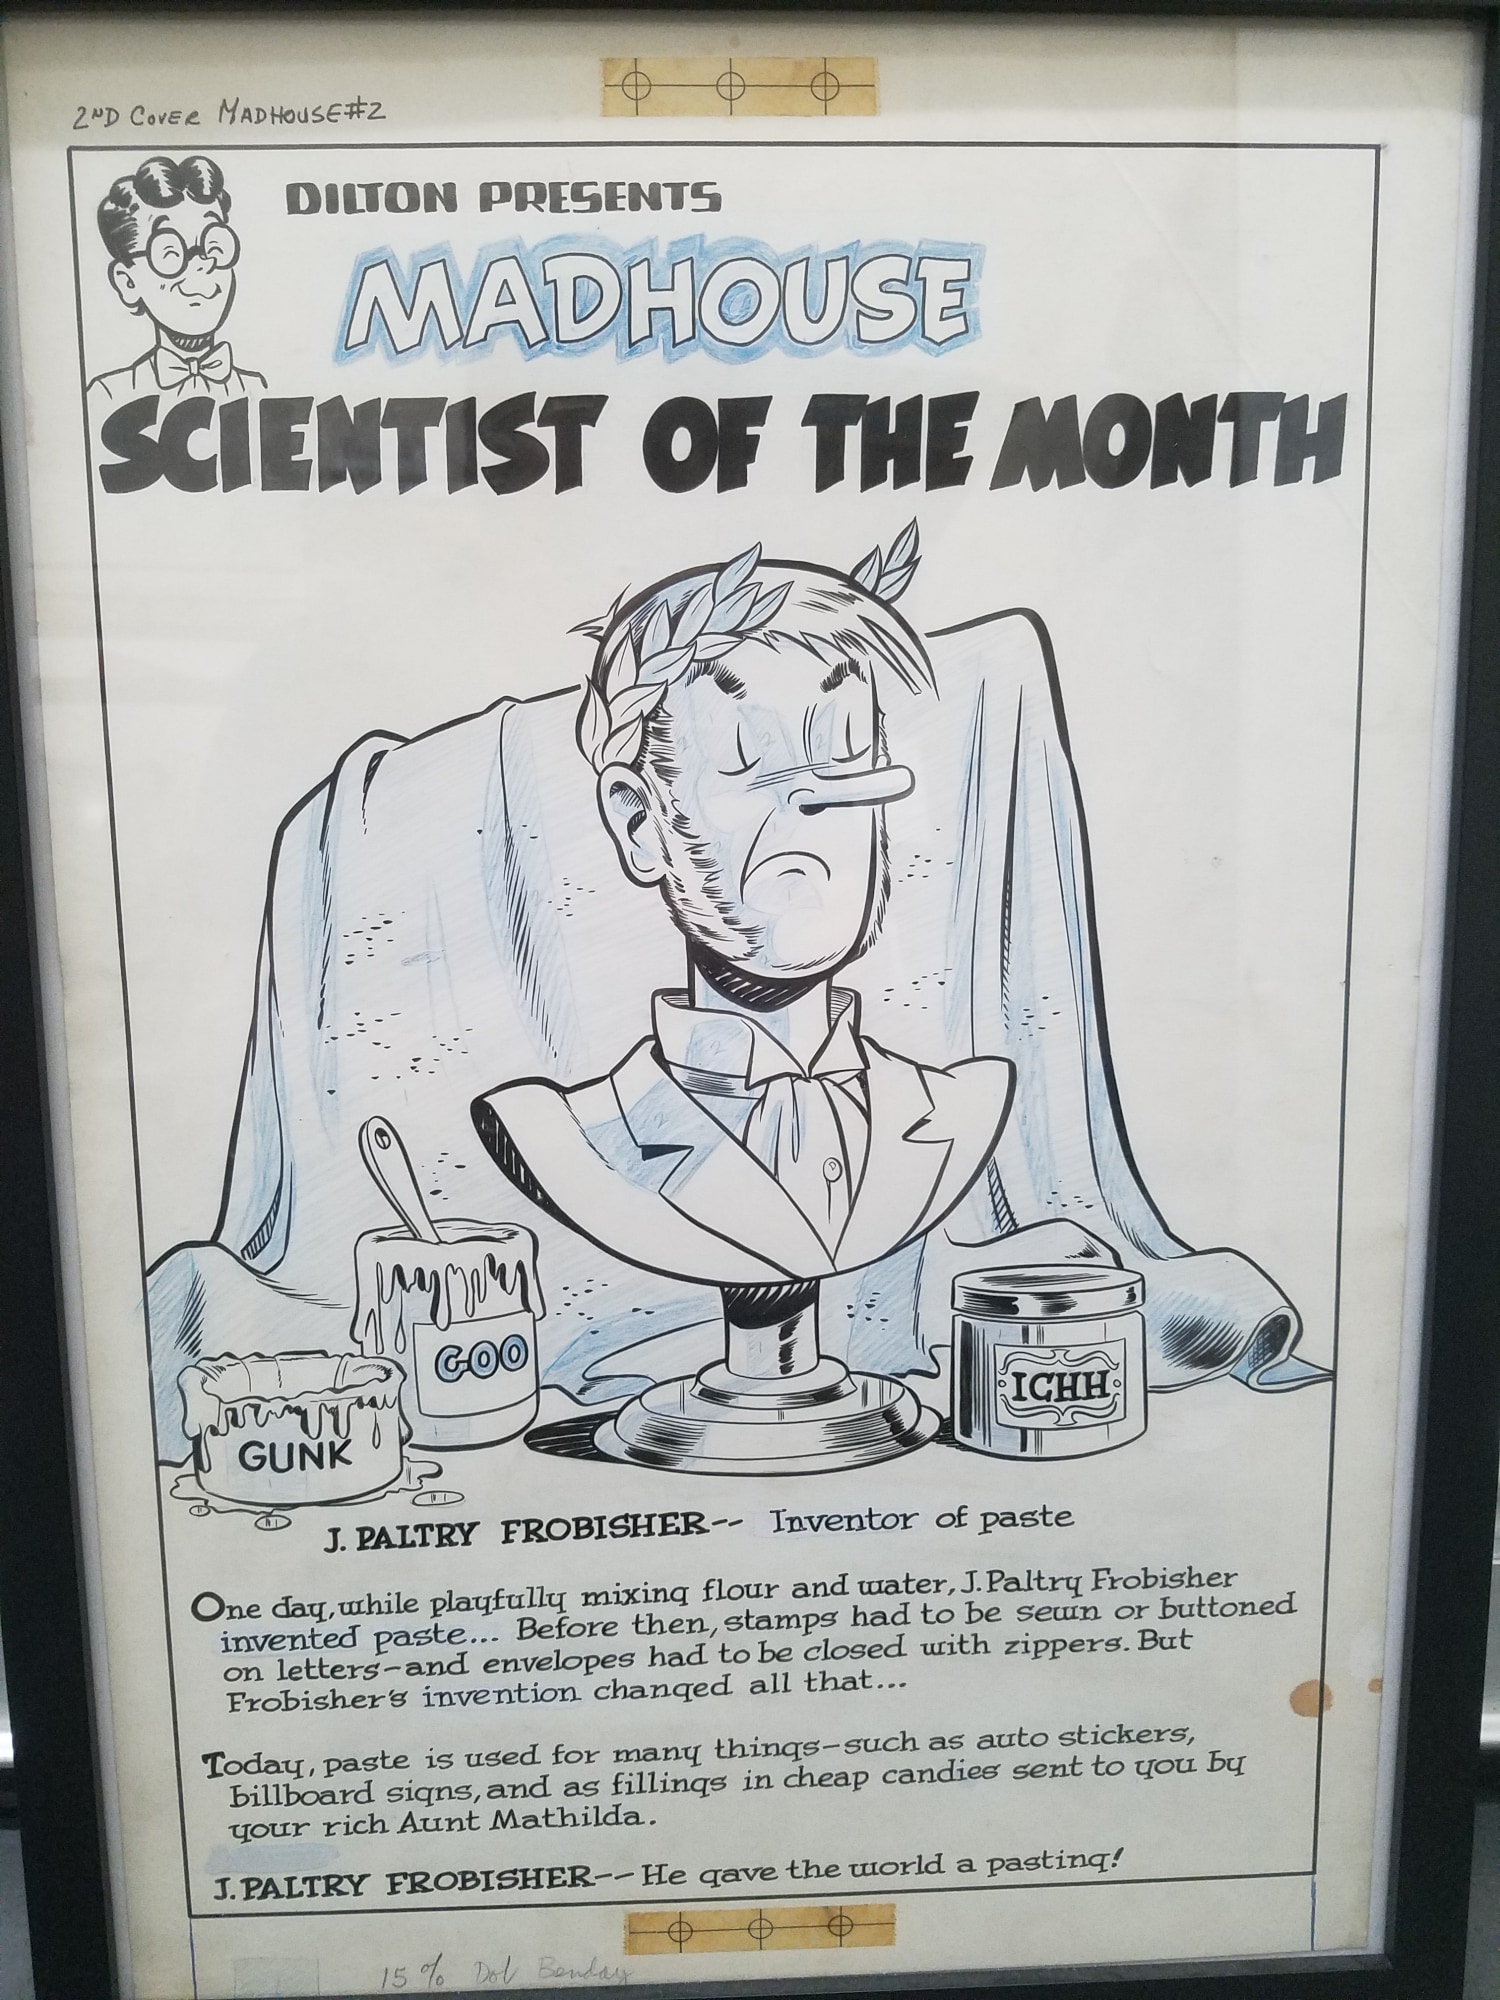 2ND COVER MADHOUSE #2
DILTON PRESENTS
MADHOUSE
SCIENTIST OF THE MONTH
GOO
GUNK
ICHH
J. PALTRY FROBISHER-- Inventor of paste
One day, while playfully mixing flour and water, J. Paltry Frobisher
invented paste... Before then, stamps had to be sewn or buttoned
on letters-and envelopes had to be closed with zippers. But
Frobisher's invention changed all that...
Today, paste is used for many things-such as auto stickers,
billboard signs, and as fillings in cheap candies sent to you by
your rich Aunt Mathilda.
J. PALTRY FROBISHER-- He gave the world a pasting!
15% Dot Benday